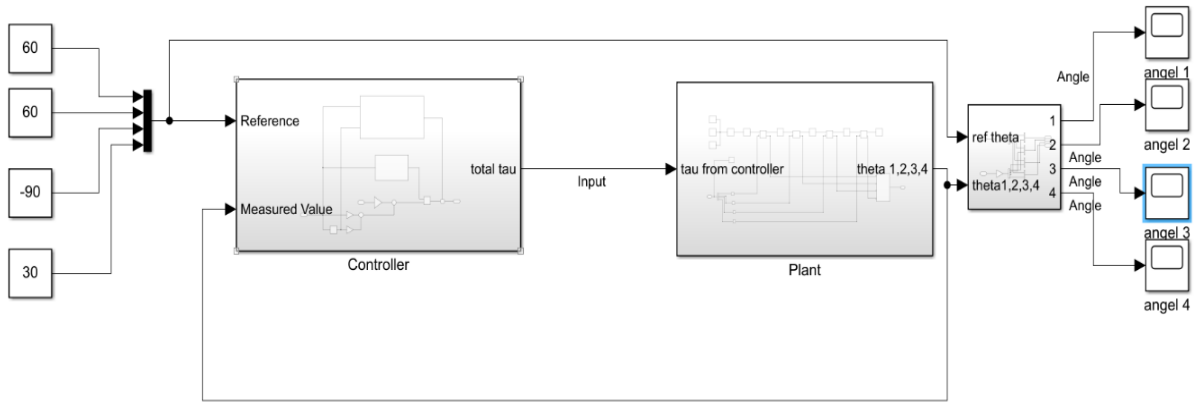 60
60
-90
30
Reference
Measured Value
total tau
Controller
Input
tau from controller
theta 1,2,3,4
Plant
ref theta
theta1,2,3,4
1
2
3
4
Angle
Angle
Angle
Angle
angel 1
angel 2
angel 3
angel 4